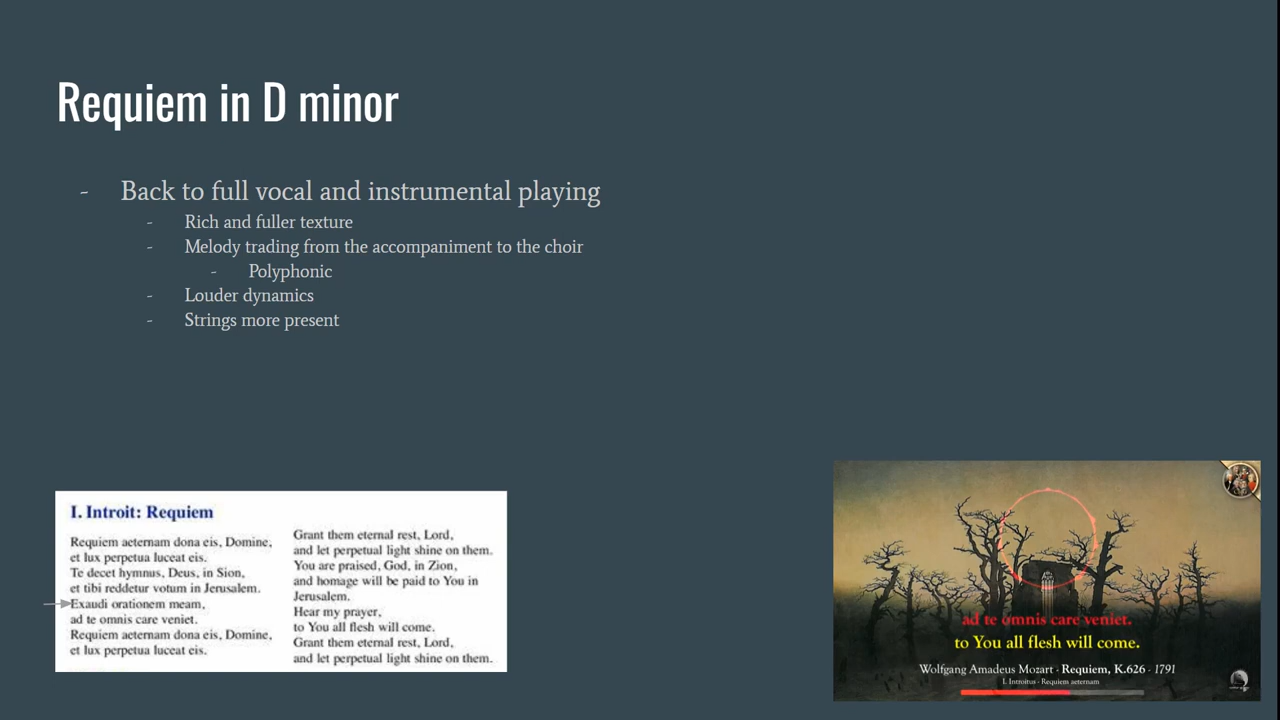 Requiem in D minor
- Back to full vocal and instrumental playing
- Rich and fuller texture
- Melody trading from the accompaniment to the choir
- Polyphonic
- Louder dynamics
- Strings more present
I. Introit: Requiem
Requiem aeternam dona eis, Domine,
et lux perpetua luceat eis.
Te decet hymnus, Deus, in Sion,
et tibi reddetur votum in Jerusalem.
Exaudi orationem meam,
ad te omnis care veniet.
Requiem aeternam dona eis, Domine,
et lux perpetua luceat eis.
Grant them eternal rest, Lord,
and let perpetual light shine on them.
You are praised, God, in Zion,
and homage will be paid to You in
Jerusalem.
Hear my prayer,
to You all flesh will come.
Grant them eternal rest, Lord,
and let perpetual light shine on them.
ad te omnis care veniet.
to You all flesh will come.
Wolfgang Amadeus Mozart - Requiem, K.626 - 1791
I. Introitus - Requiem aeternam